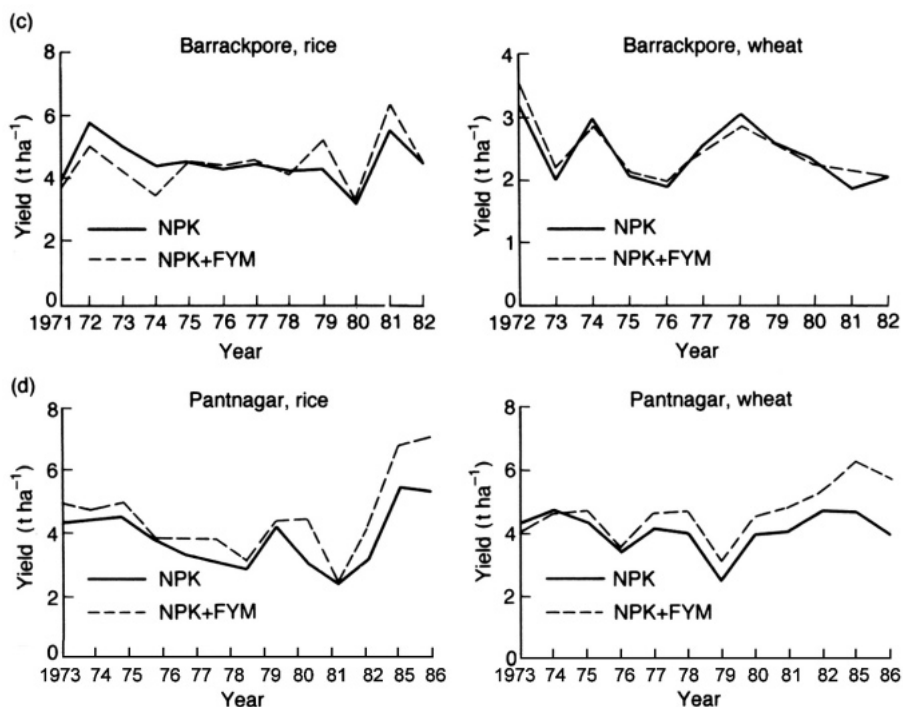 (c)
Barrackpore, rice
8
6
4
2
0
Yield (t ha⁻¹)
NPK
NPK+FYM
1971 72 73 74 75 76 77 78 79 80 81 82
Year
Barrackpore, wheat
4
3
2
1
0
Yield (t ha⁻¹)
NPK
NPK+FYM
1972 73 74 75 76 77 78 79 80 81 82
Year
(d)
Pantnagar, rice
8
6
4
2
0
Yield (t ha⁻¹)
NPK
NPK+FYM
1973 74 75 76 77 78 79 80 81 82 85 86
Year
Pantnagar, wheat
8
6
4
2
0
Yield (t ha⁻¹)
NPK
NPK+FYM
1973 74 75 76 77 78 79 80 81 82 85 86
Year